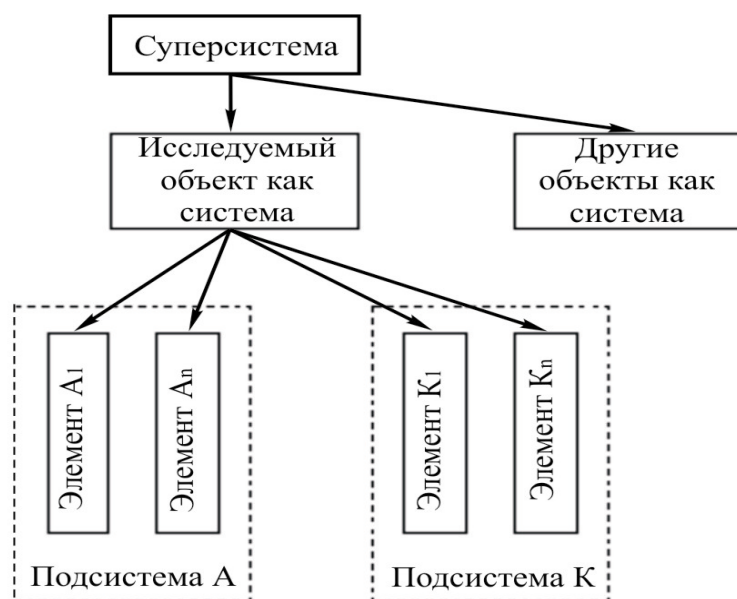 Суперсистема
Исследуемый
объект как
система
Другие
объекты как
система
Элемент А1
Элемент Аn
Элемент К1
Элемент Кn
Подсистема А
Подсистема К